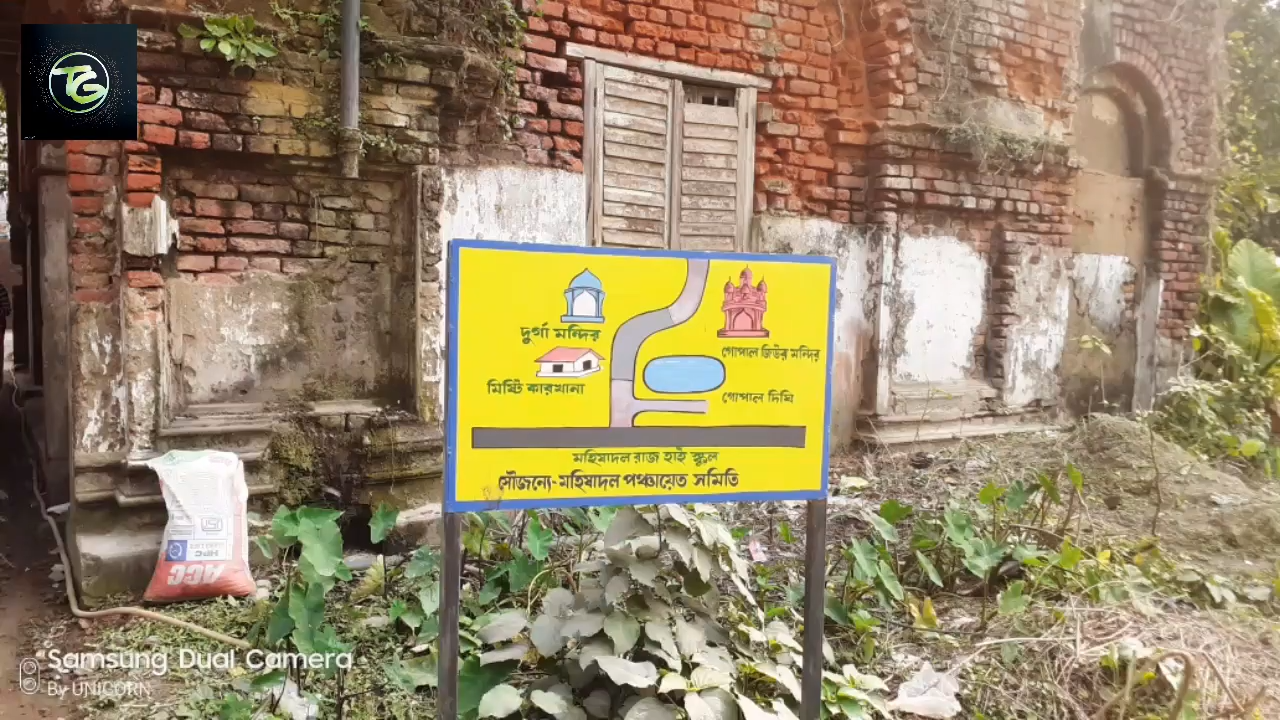 TG
দুর্গা মন্দির
গোপাল জিউর মন্দির
মিষ্টি কারখানা
গোপাল দিঘি
মহিষাদল রাজ হাই স্কুল
সৌজন্যে-মহিষাদল পঞ্চায়েত সমিতি
ACC
Samsung Dual Camera
By UNICORN